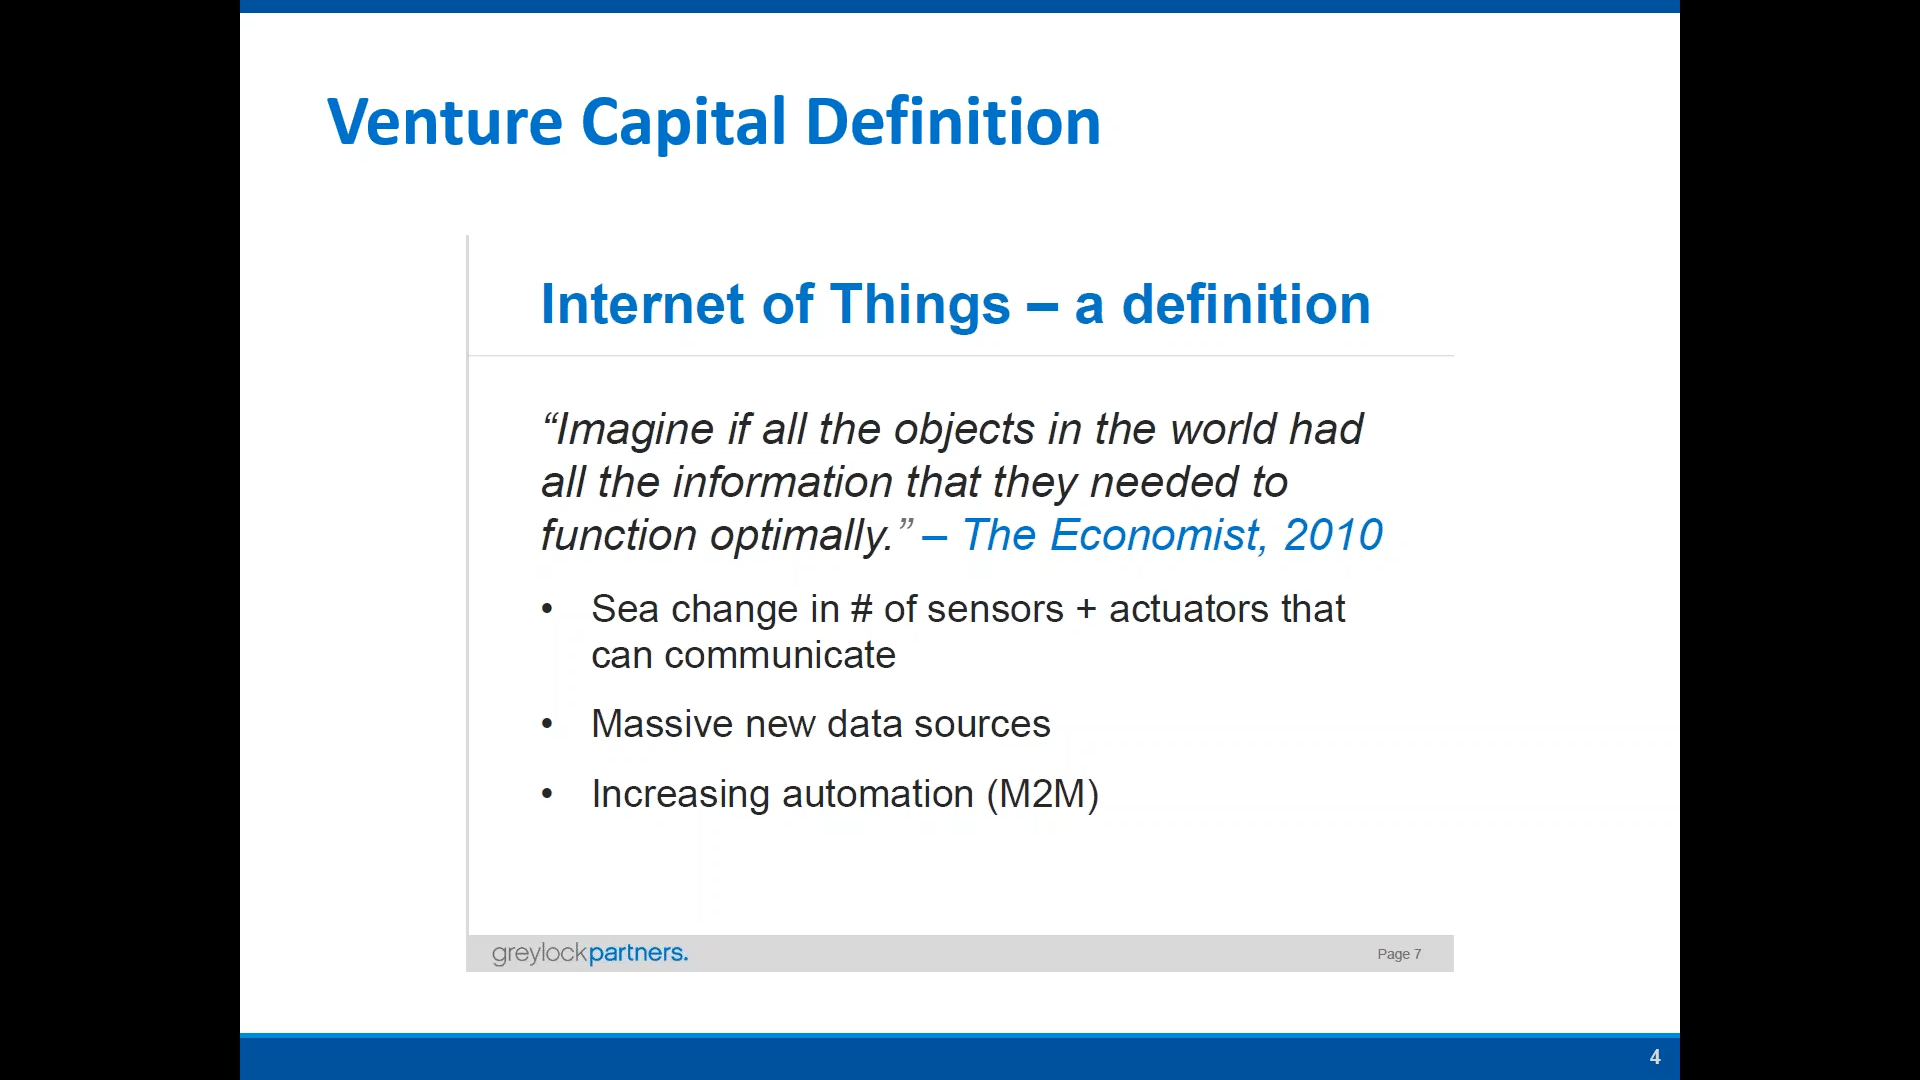 Venture Capital Definition
Internet of Things – a definition
“Imagine if all the objects in the world had
all the information that they needed to
function optimally.” – The Economist, 2010
• Sea change in # of sensors + actuators that
can communicate
• Massive new data sources
• Increasing automation (M2M)
greylockpartners.
Page 7
4